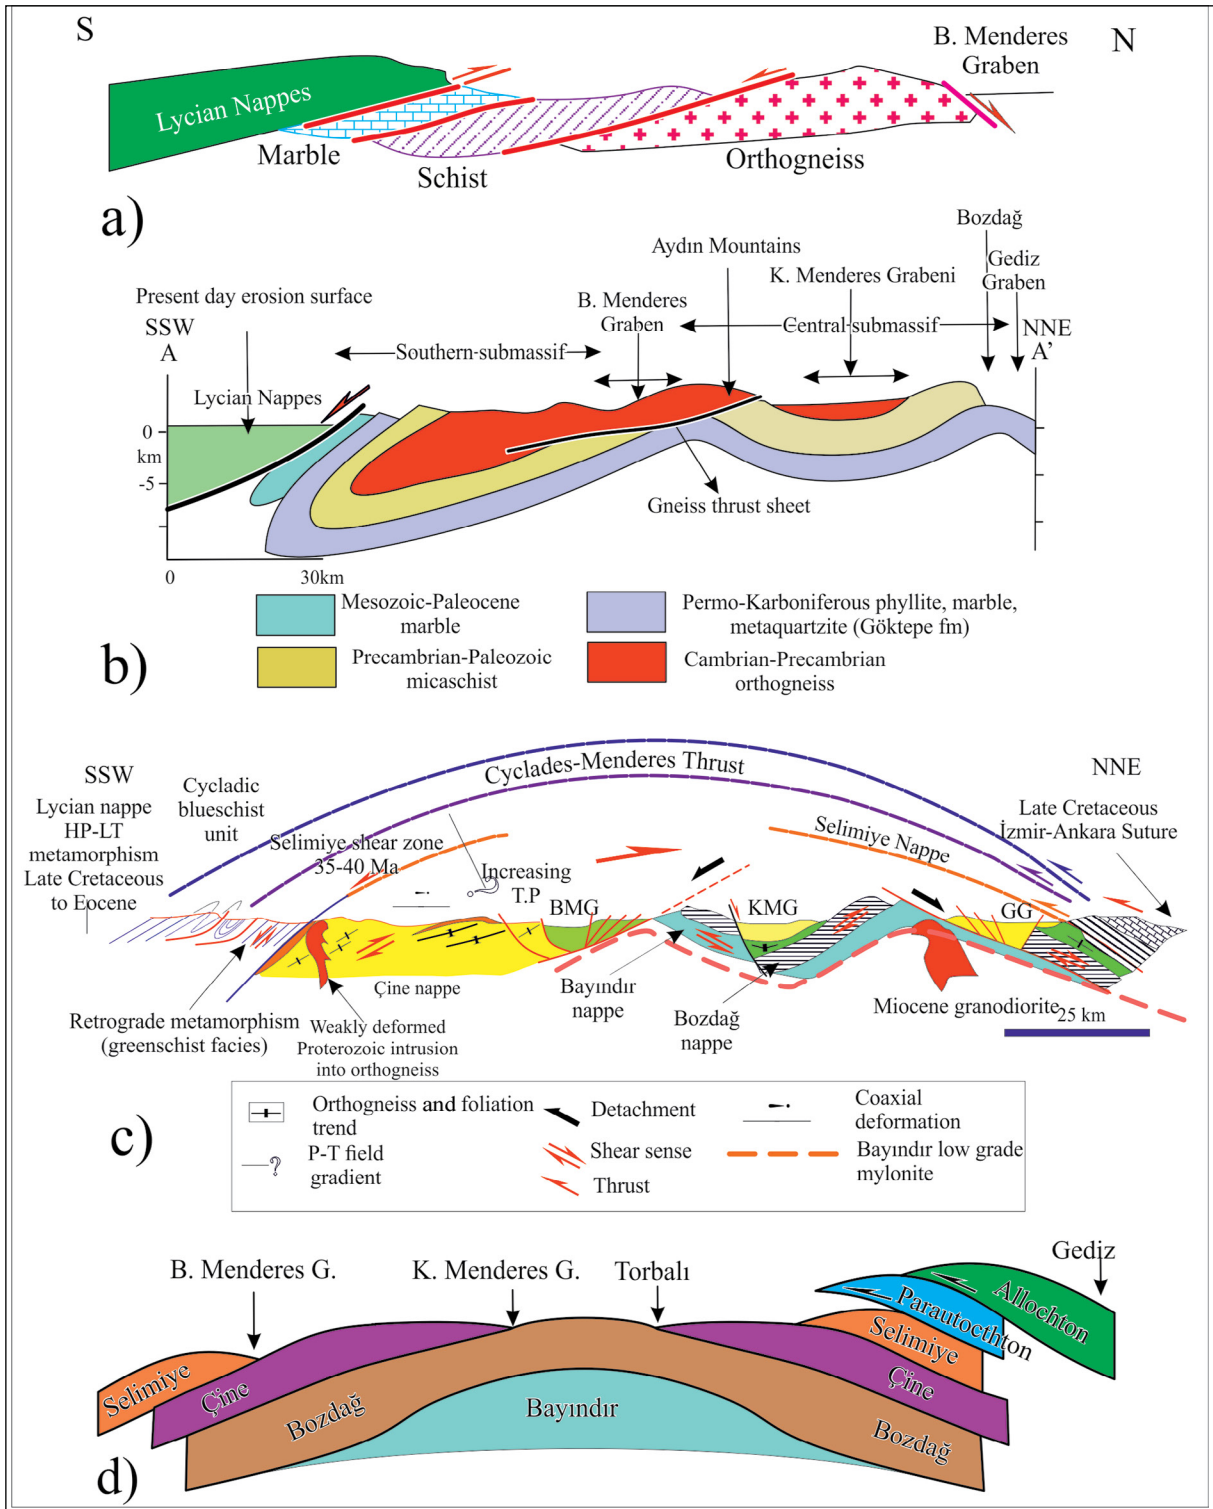 S
B. Menderes
Graben
N
Lycian Nappes
Marble
Schist
Orthogneiss
a)
Bozdağ
Aydın Mountains
Gediz
Graben
K. Menderes Grabeni
Present day erosion surface
B. Menderes
Graben
SSW
A
Southern submassif
Central submassif
NNE
A'
Lycian Nappes
0
km
-5
Gneiss thrust sheet
0
30km
Mesozoic-Paleocene
marble
Permo-Karboniferous phyllite, marble,
metaquartzite (Göktepe fm)
b)
Precambrian-Paleozoic
micaschist
Cambrian-Precambrian
orthogneiss
Cyclades-Menderes Thrust
SSW
NNE
Lycian nappe
HP-LT
metamorphism
Late Cretaceous
to Eocene
Cycladic
blueschist
unit
Late Cretaceous
İzmir-Ankara Suture
Selimiye shear zone
35-40 Ma
Selimiye Nappe
Increasing
T.P
BMG
KMG
GG
Çine nappe
Bayındır
nappe
Bozdağ
nappe
Miocene granodiorite
25 km
Retrograde metamorphism
(greenschist facies)
Weakly deformed
Proterozoic intrusion
into orthogneiss
c)
Orthogneiss and foliation
trend
P-T field
gradient
Detachment
Shear sense
Thrust
Coaxial
deformation
Bayındır low grade
mylonite
B. Menderes G.
K. Menderes G.
Torbalı
Gediz
Allochton
Parautocthton
Selimiye
Çine
Bozdağ
Selimiye
Çine
Bozdağ
Bayındır
d)